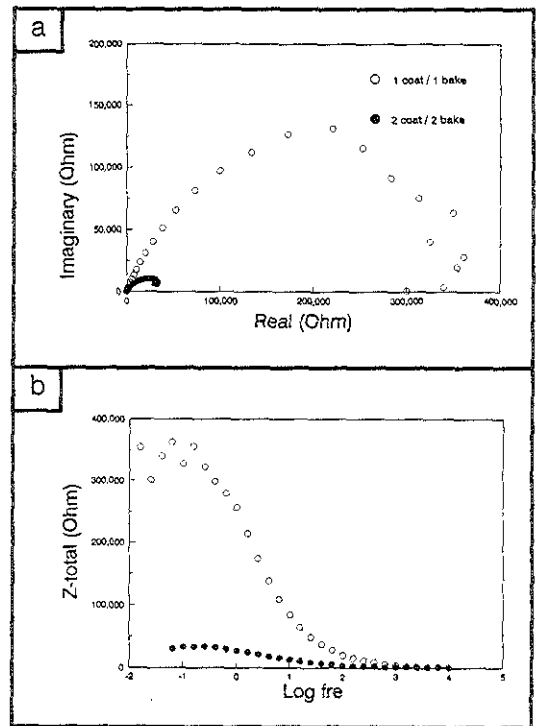 a
200,000
150,000
100,000
50,000
0
Imaginary (Ohm)
○ 1 coat / 1 bake
● 2 coat / 2 bake
0
100,000
200,000
300,000
400,000
Real (Ohm)
b
400,000
300,000
200,000
100,000
0
Z-total (Ohm)
-2
-1
0
1
2
3
4
5
Log fre